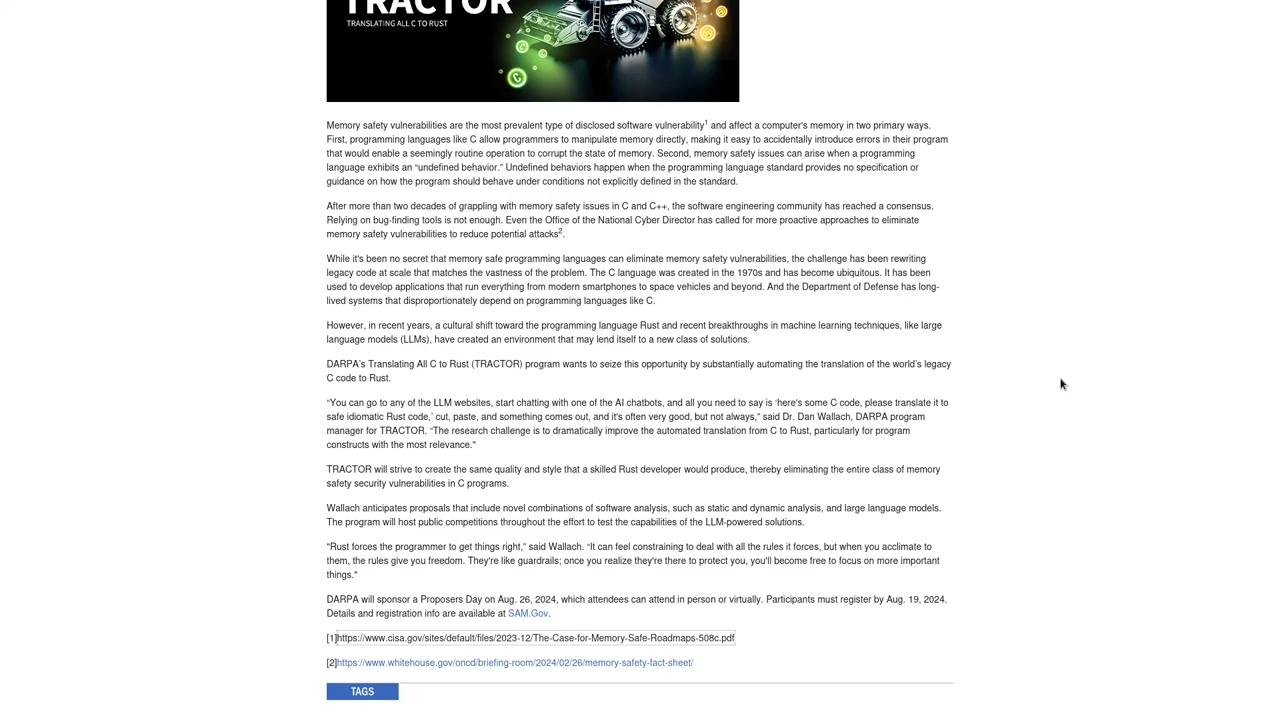 TRACTOR
TRANSLATING ALL C TO RUST
Memory safety vulnerabilities are the most prevalent type of disclosed software vulnerability1 and affect a computer's memory in two primary ways.
First, programming languages like C allow programmers to manipulate memory directly, making it easy to accidentally introduce errors in their program
that would enable a seemingly routine operation to corrupt the state of memory. Second, memory safety issues can arise when a programming
language exhibits an “undefined behavior.” Undefined behaviors happen when the programming language standard provides no specification or
guidance on how the program should behave under conditions not explicitly defined in the standard.
After more than two decades of grappling with memory safety issues in C and C++, the software engineering community has reached a consensus.
Relying on bug-finding tools is not enough. Even the Office of the National Cyber Director has called for more proactive approaches to eliminate
memory safety vulnerabilities to reduce potential attacks2.
While it's been no secret that memory safe programming languages can eliminate memory safety vulnerabilities, the challenge has been rewriting
legacy code at scale that matches the vastness of the problem. The C language was created in the 1970s and has become ubiquitous. It has been
used to develop applications that run everything from modern smartphones to space vehicles and beyond. And the Department of Defense has long-
lived systems that disproportionately depend on programming languages like C.
However, in recent years, a cultural shift toward the programming language Rust and recent breakthroughs in machine learning techniques, like large
language models (LLMs), have created an environment that may lend itself to a new class of solutions.
DARPA’s Translating All C to Rust (TRACTOR) program wants to seize this opportunity by substantially automating the translation of the world’s legacy
C code to Rust.
“You can go to any of the LLM websites, start chatting with one of the AI chatbots, and all you need to say is ‘here's some C code, please translate it to
safe idiomatic Rust code,’ cut, paste, and something comes out, and it's often very good, but not always,” said Dr. Dan Wallach, DARPA program
manager for TRACTOR. “The research challenge is to dramatically improve the automated translation from C to Rust, particularly for program
constructs with the most relevance."
TRACTOR will strive to create the same quality and style that a skilled Rust developer would produce, thereby eliminating the entire class of memory
safety security vulnerabilities in C programs.
Wallach anticipates proposals that include novel combinations of software analysis, such as static and dynamic analysis, and large language models.
The program will host public competitions throughout the effort to test the capabilities of the LLM-powered solutions.
"Rust forces the programmer to get things right,” said Wallach. “It can feel constraining to deal with all the rules it forces, but when you acclimate to
them, the rules give you freedom. They're like guardrails; once you realize they're there to protect you, you'll become free to focus on more important
things."
DARPA will sponsor a Proposers Day on Aug. 26, 2024, which attendees can attend in person or virtually. Participants must register by Aug. 19, 2024.
Details and registration info are available at SAM.Gov.
[1]https://www.cisa.gov/sites/default/files/2023-12/The-Case-for-Memory-Safe-Roadmaps-508c.pdf
[2]https://www.whitehouse.gov/oncd/briefing-room/2024/02/26/memory-safety-fact-sheet/
TAGS